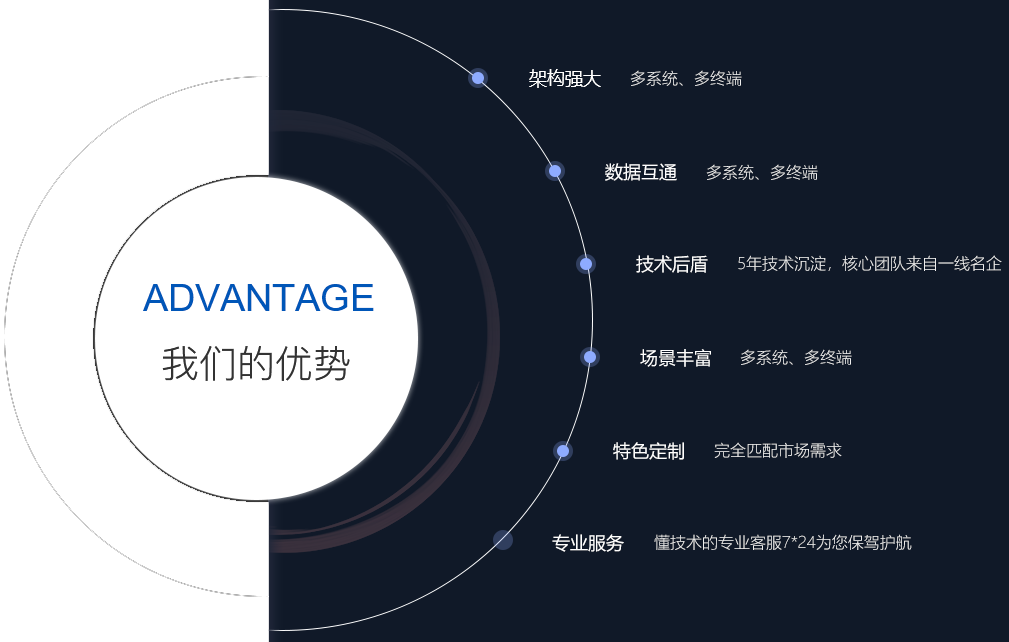 ADVANTAGE
我们的优势
架构强大 多系统、多终端
数据互通 多系统、多终端
技术后盾 5年技术沉淀，核心团队来自一线名企
场景丰富 多系统、多终端
特色定制 完全匹配市场需求
专业服务 懂技术的专业客服7*24为您保驾护航